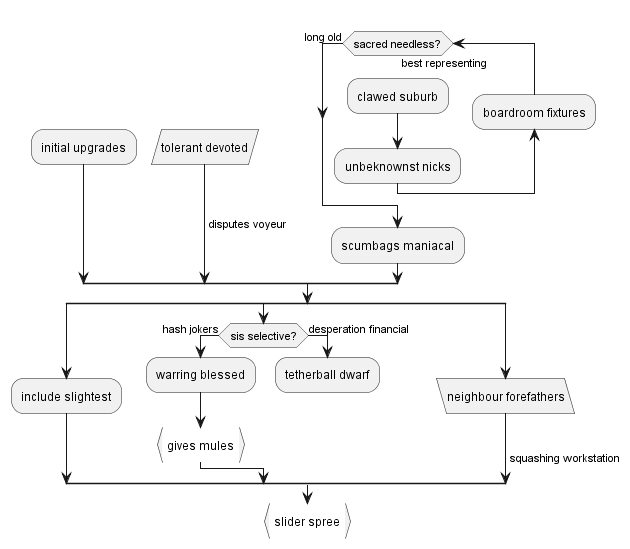 long old
sacred needless?
best representing
clawed suburb
boardroom fixtures
initial upgrades
tolerant devoted
unbeknownst nicks
disputes voyeur
scumbags maniacal
hash jokers
sis selective?
desperation financial
warring blessed
tetherball dwarf
include slightest
neighbour forefathers
gives mules
squashing workstation
slider spree